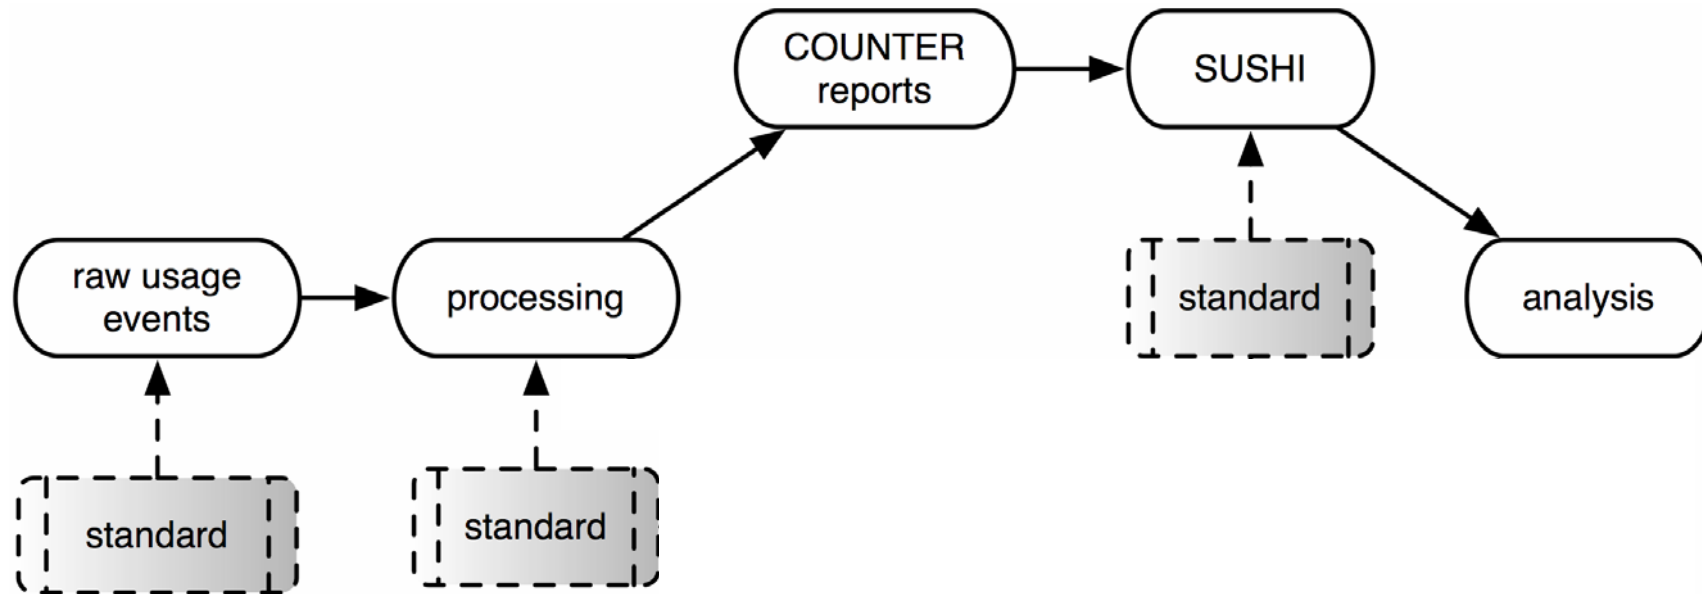 COUNTER
reports
SUSHI
raw usage
events
processing
standard
analysis
standard
standard